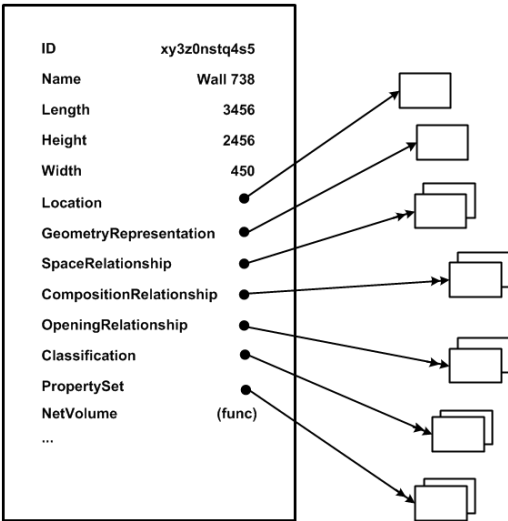 ID xy3z0nstq4s5
Name Wall 738
Length 3456
Height 2456
Width 450
Location
GeometryRepresentation
SpaceRelationship
CompositionRelationship
OpeningRelationship
Classification
PropertySet
NetVolume (func)
...